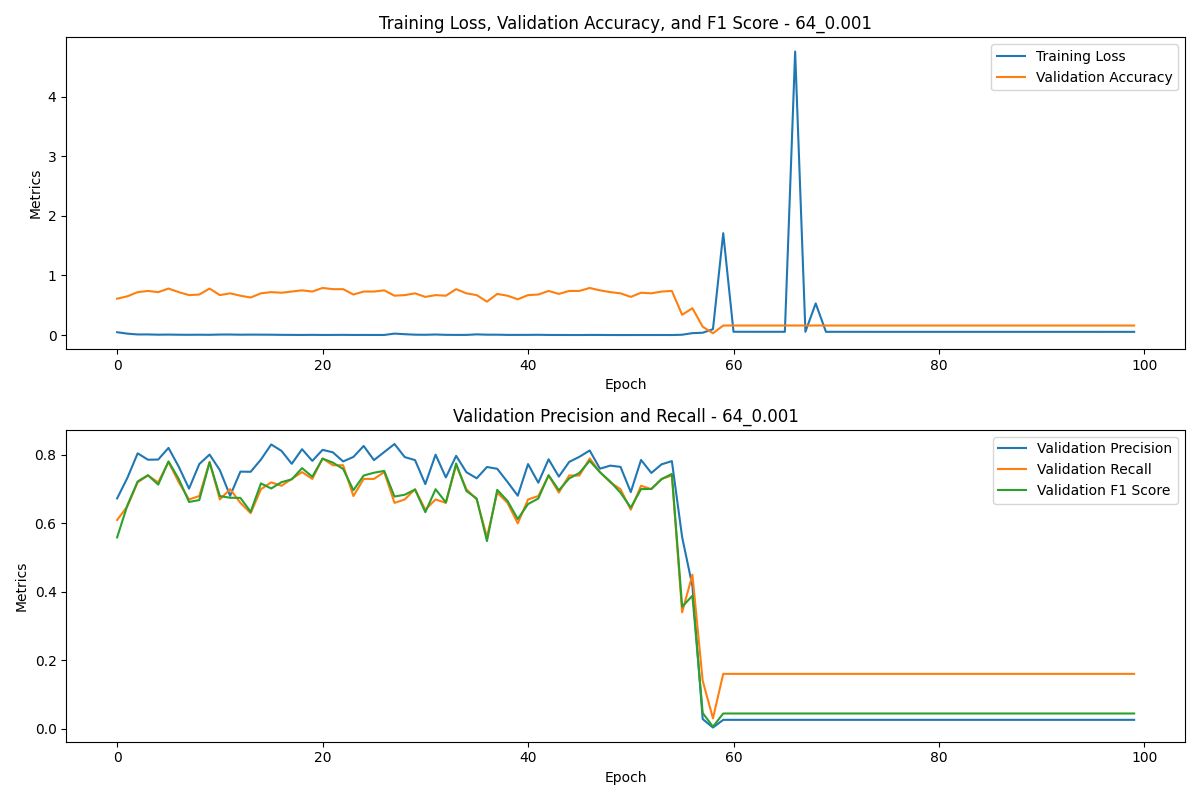 Training Loss, Validation Accuracy, and F1 Score - 64_0.001
Training Loss
Validation Accuracy
Metrics
4
3
2
1
0
0 20 40 60 80 100
Epoch
Validation Precision and Recall - 64_0.001
Validation Precision
Validation Recall
Validation F1 Score
Metrics
0.8
0.6
0.4
0.2
0.0
0 20 40 60 80 100
Epoch